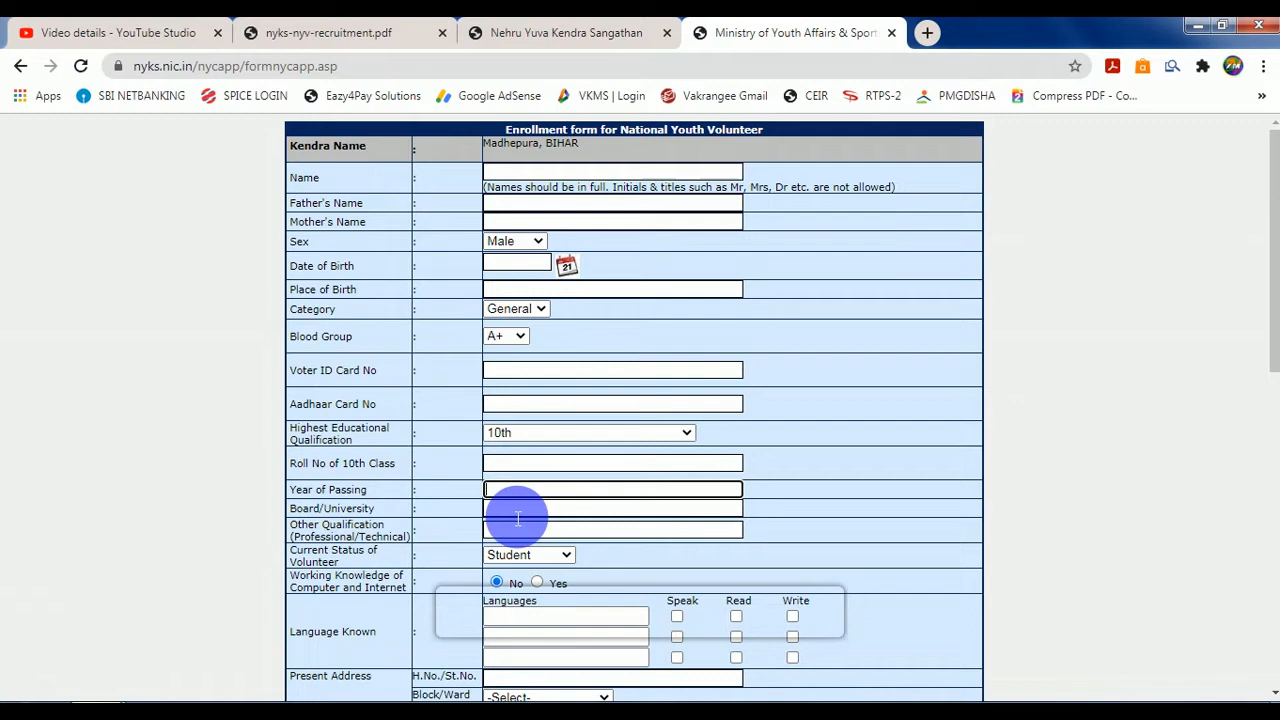 Video details - YouTube Studio
nyks-nyv-recruitment.pdf
Nehru Yuva Kendra Sangathan
Ministry of Youth Affairs & Sport
nyks.nic.in/nycapp/formnycapp.asp
Apps
SBI NETBANKING
SPICE LOGIN
Eazy4Pay Solutions
Google AdSense
VKMS | Login
Vakrangee Gmail
CEIR
RTPS-2
PMGDISHA
Compress PDF - Co...
»
Enrollment form for National Youth Volunteer
Kendra Name : Madhepura, BIHAR
Name :
(Names should be in full. Initials & titles such as Mr, Mrs, Dr etc. are not allowed)
Father's Name :
Mother's Name :
Sex : Male
Date of Birth : 21
Place of Birth :
Category : General
Blood Group : A+
Voter ID Card No :
Aadhaar Card No :
Highest Educational
Qualification : 10th
Roll No of 10th Class :
Year of Passing :
Board/University :
Other Qualification
(Professional/Technical) :
Current Status of
Volunteer : Student
Working Knowledge of
Computer and Internet : No Yes
Languages Speak Read Write
Language Known :
Present Address H.No./St.No.
Block/Ward -Select-